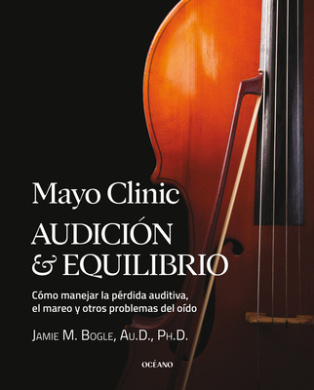 Mayo Clinic
AUDICIÓN
& EQUILIBRIO
Cómo manejar la pérdida auditiva,
el mareo y otros problemas del oído
JAMIE M. BOGLE, AU.D., PH.D.
OCÉANO